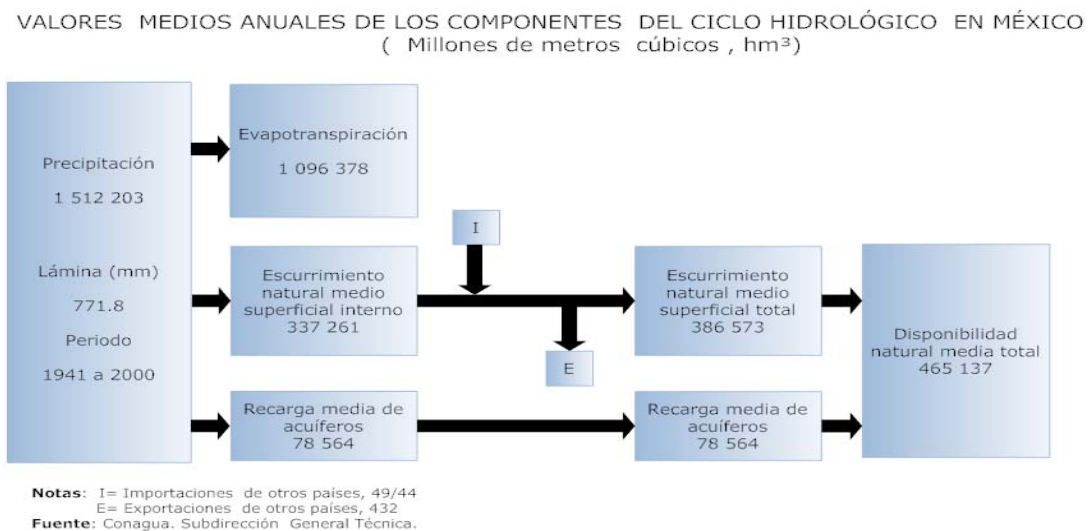 VALORES MEDIOS ANUALES DE LOS COMPONENTES DEL CICLO HIDROLÓGICO EN MÉXICO
( Millones de metros cúbicos , hm³)
Precipitación
1 512 203
Lámina (mm)
771.8
Periodo
1941 a 2000
Evapotranspiración
1 096 378
I
Escurrimiento
natural medio
superficial interno
337 261
E
Escurrimiento
natural medio
superficial total
386 573
Recarga media de
acuíferos
78 564
Recarga media de
acuíferos
78 564
Disponibilidad
natural media total
465 137
Notas: I= Importaciones de otros países, 49/44
E= Exportaciones de otros países, 432
Fuente: Conagua. Subdirección General Técnica.